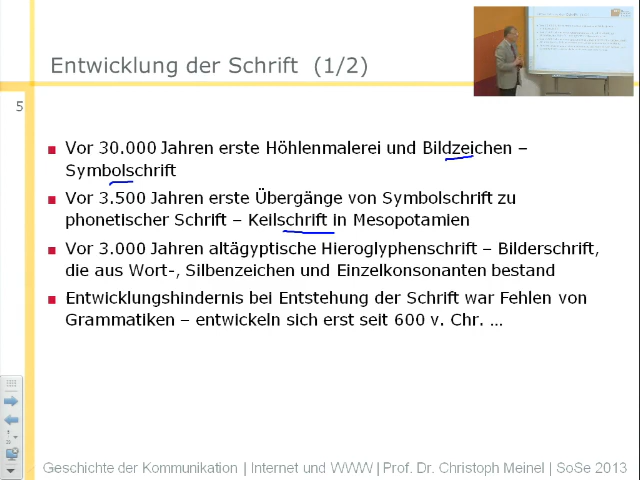 Entwicklung der Schrift (1/2)
5
Vor 30.000 Jahren erste Höhlenmalerei und Bildzeichen –
Symbolschrift
Vor 3.500 Jahren erste Übergänge von Symbolschrift zu
phonetischer Schrift – Keilschrift in Mesopotamien
Vor 3.000 Jahren altägyptische Hieroglyphenschrift – Bilderschrift,
die aus Wort-, Silbenzeichen und Einzelkonsonanten bestand
Entwicklungshindernis bei Entstehung der Schrift war Fehlen von
Grammatiken – entwickeln sich erst seit 600 v. Chr. ...
Geschichte der Kommunikation | Internet und WWW | Prof. Dr. Christoph Meinel | SoSe 2013